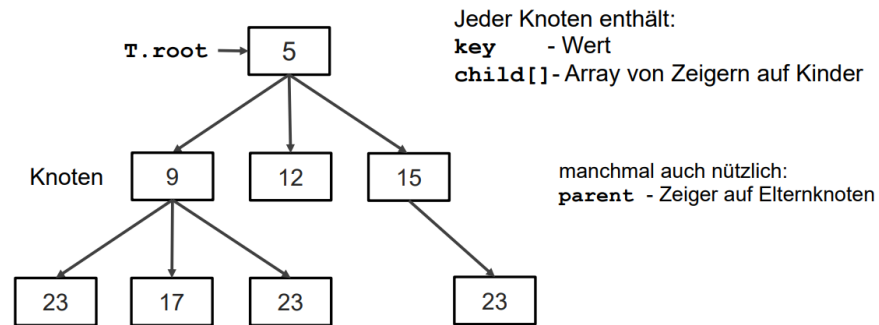 Jeder Knoten enthält:
key - Wert
child[]- Array von Zeigern auf Kinder
T.root 5
Knoten 9 12 15
manchmal auch nützlich:
parent - Zeiger auf Elternknoten
23 17 23 23